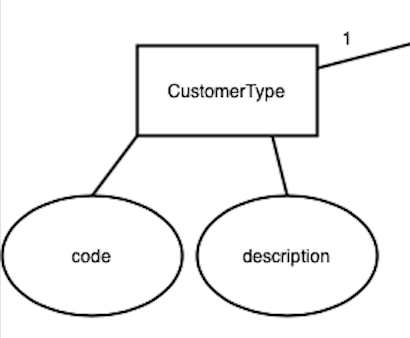 1
CustomerType
code
description